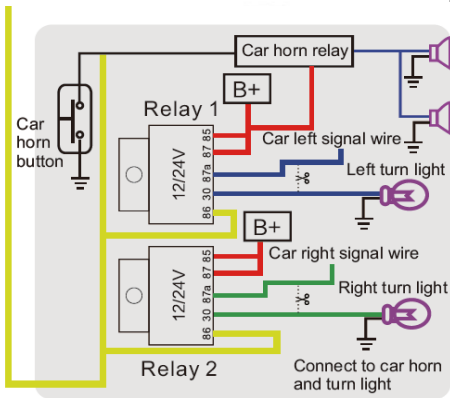 Car horn relay
B+
Relay 1
Car
horn
button
Car left signal wire
85
87
87a
30
86
12/24V
Left turn light
B+
Car right signal wire
85
87
87a
30
86
12/24V
Right turn light
Relay 2
Connect to car horn
and turn light